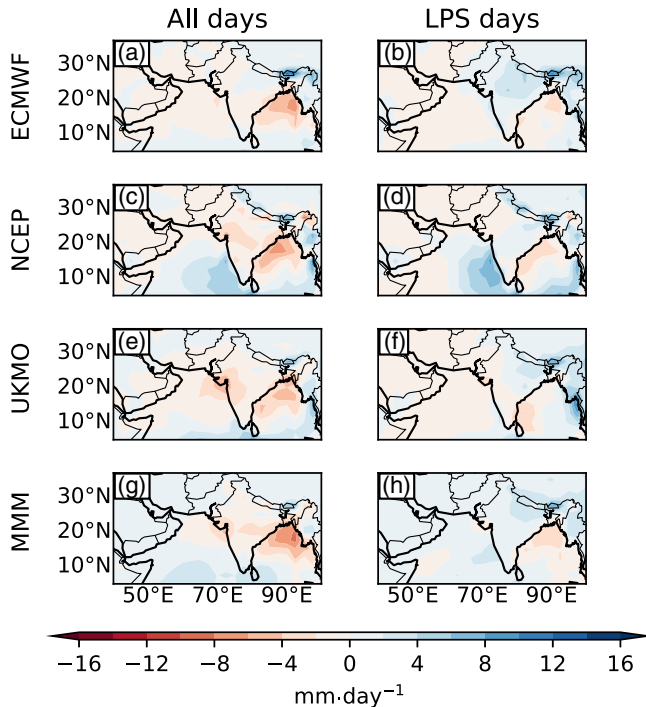 All days LPS days
ECMWF
(a) (b)
30°N
20°N
10°N
NCEP
(c) (d)
30°N
20°N
10°N
UKMO
(e) (f)
30°N
20°N
10°N
MMM
(g) (h)
30°N
20°N
10°N
50°E 70°E 90°E 50°E 70°E 90°E
−16 −12 −8 −4 0 4 8 12 16
mm·day⁻¹